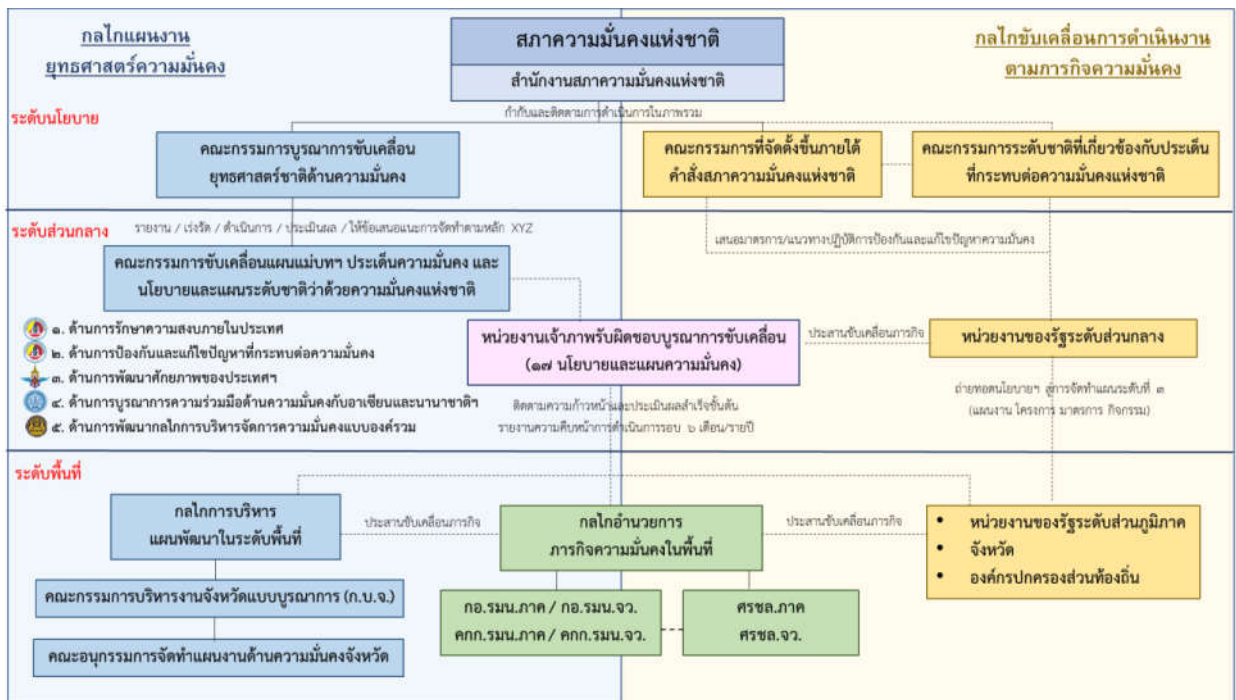 กลไกแผนงาน
ยุทธศาสตร์ความมั่นคง
สภาความมั่นคงแห่งชาติ
สำนักงานสภาความมั่นคงแห่งชาติ
กลไกขับเคลื่อนการดำเนินงาน
ตามภารกิจความมั่นคง
ระดับนโยบาย
กำกับและติดตามการดำเนินการในภาพรวม
คณะกรรมการบูรณาการขับเคลื่อน
ยุทธศาสตร์ชาติด้านความมั่นคง
คณะกรรมการที่จัดตั้งขึ้นภายใต้
คำสั่งสภาความมั่นคงแห่งชาติ
คณะกรรมการระดับชาติที่เกี่ยวข้องกับประเด็น
ที่กระทบต่อความมั่นคงแห่งชาติ
ระดับส่วนกลาง
รายงาน / เร่งรัด / ดำเนินการ / ประเมินผล / ให้ข้อเสนอแนะการจัดทำตามหลัก XYZ
เสนอมาตรการ/แนวทางปฏิบัติการป้องกันและแก้ไขปัญหาความมั่นคง
คณะกรรมการขับเคลื่อนแผนแม่บทฯ ประเด็นความมั่นคง และ
นโยบายและแผนระดับชาติว่าด้วยความมั่นคงแห่งชาติ
๑. ด้านการรักษาความสงบภายในประเทศ
๒. ด้านการป้องกันและแก้ไขปัญหาที่กระทบต่อความมั่นคง
๓. ด้านการพัฒนาศักยภาพของประเทศฯ
๔. ด้านการบูรณาการความร่วมมือด้านความมั่นคงกับอาเซียนและนานาชาติฯ
๕. ด้านการพัฒนากลไกการบริหารจัดการความมั่นคงแบบองค์รวม
หน่วยงานเจ้าภาพรับผิดชอบบูรณาการขับเคลื่อน
(๑๗ นโยบายและแผนความมั่นคง)
ประสานขับเคลื่อนภารกิจ
หน่วยงานของรัฐระดับส่วนกลาง
ติดตามความก้าวหน้าและประเมินผลสำเร็จขั้นต้น
รายงานความคืบหน้าการดำเนินการรอบ ๖ เดือน/รายปี
ถ่ายทอดนโยบายฯ สู่การจัดทำแผนระดับที่ ๓
(แผนงาน โครงการ มาตรการ กิจกรรม)
ระดับพื้นที่
กลไกการบริหาร
แผนพัฒนาในระดับพื้นที่
ประสานขับเคลื่อนภารกิจ
กลไกอำนวยการ
ภารกิจความมั่นคงในพื้นที่
ประสานขับเคลื่อนภารกิจ
• หน่วยงานของรัฐระดับส่วนภูมิภาค
• จังหวัด
• องค์กรปกครองส่วนท้องถิ่น
คณะกรรมการบริหารงานจังหวัดแบบบูรณาการ (ก.บ.จ.)
คณะอนุกรรมการจัดทำแผนงานด้านความมั่นคงจังหวัด
กอ.รมน.ภาค / กอ.รมน.จว.
คกก.รมน.ภาค / คกก.รมน.จว.
ศรชล.ภาค
ศรชล.จว.